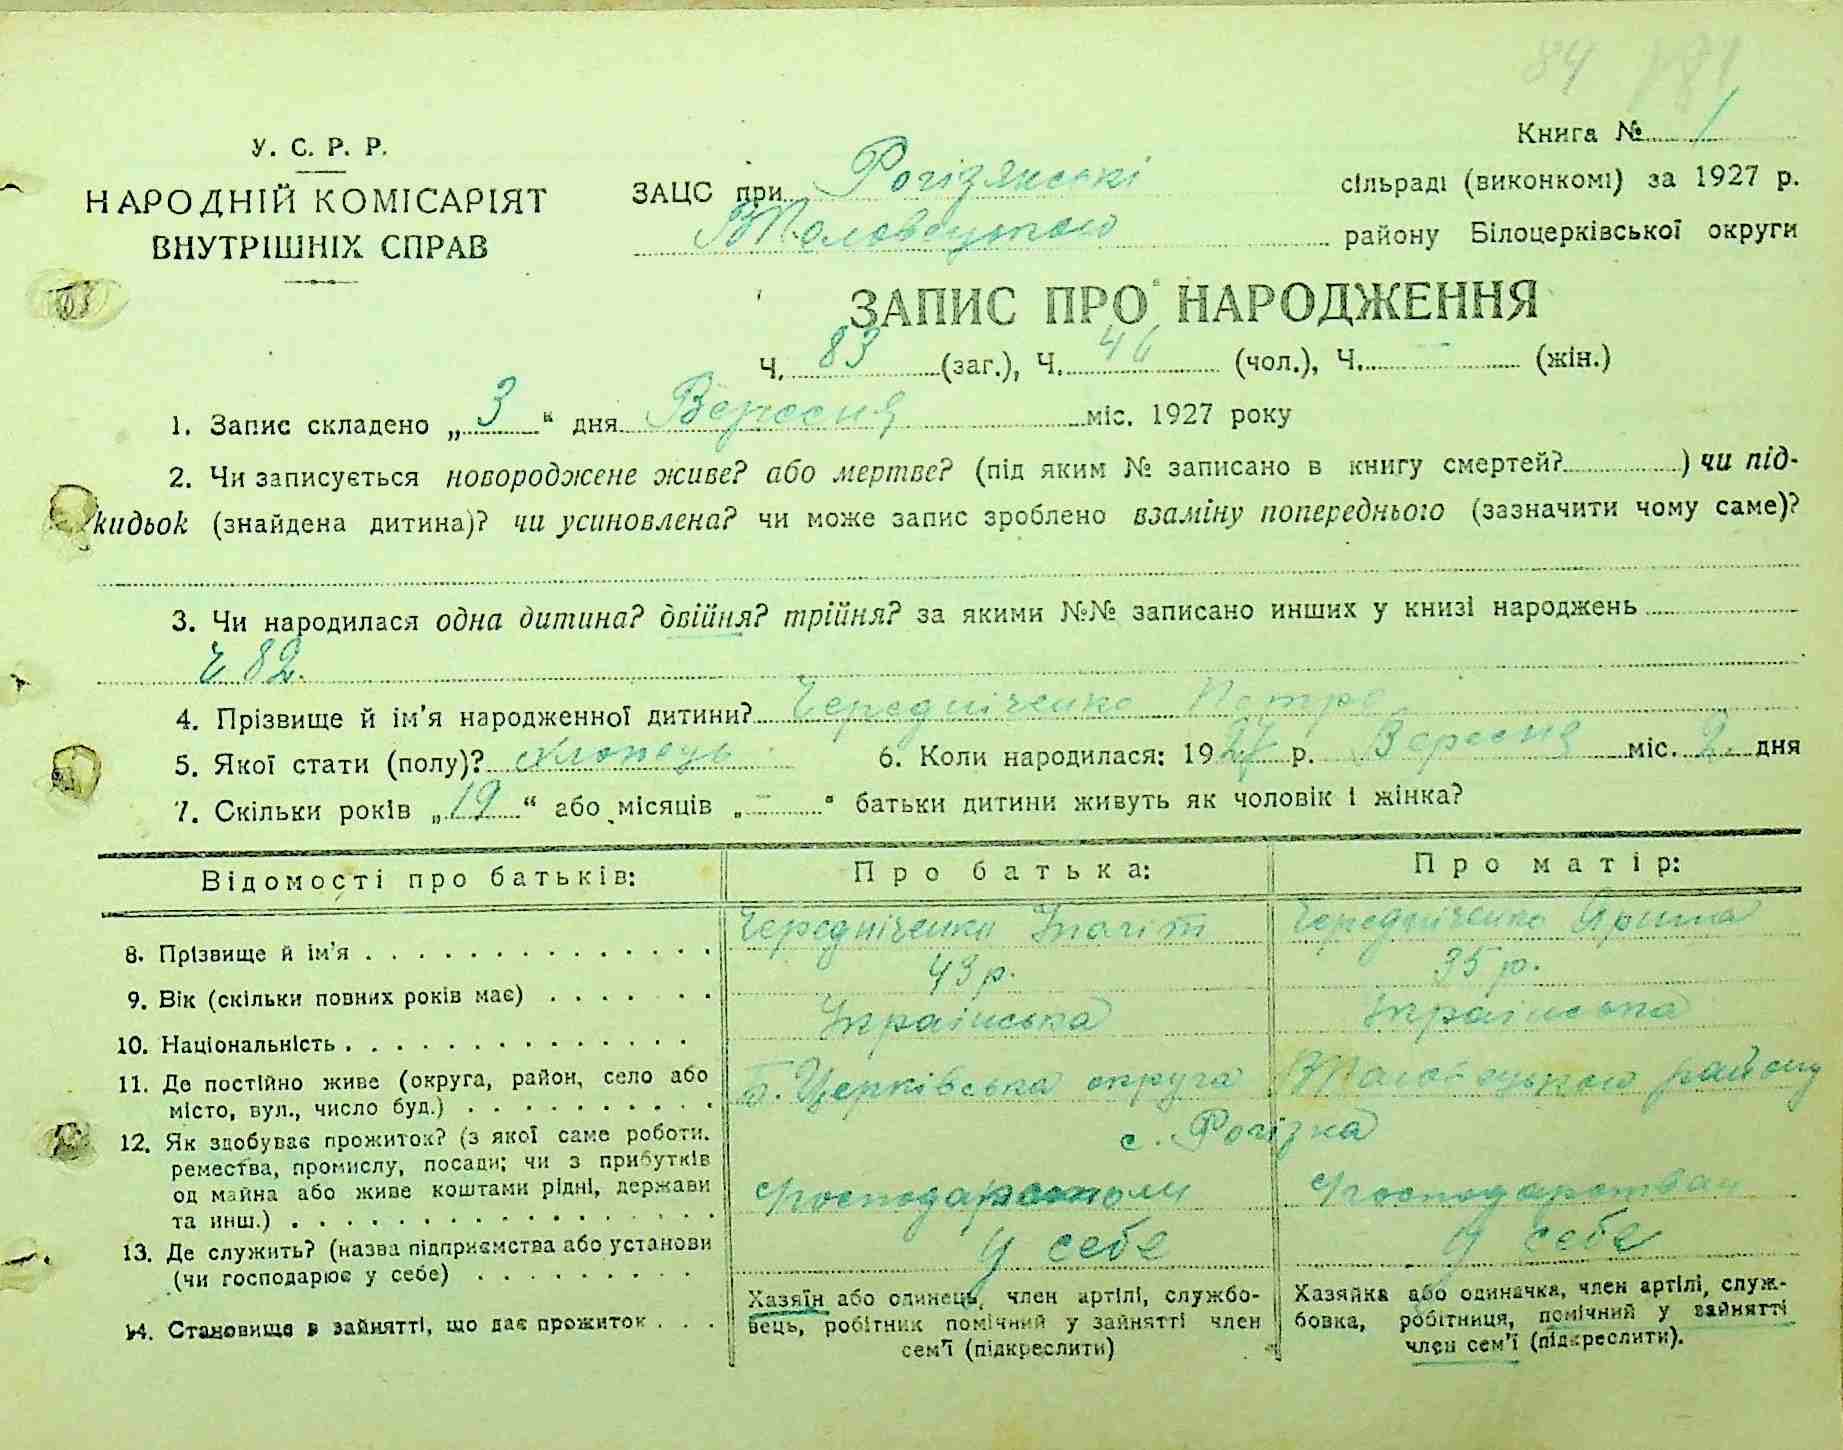 84 181
Книга № 1
У. С. Р. Р.
НАРОДНІЙ КОМІСАРІЯТ
ВНУТРІШНІХ СПРАВ
ЗАЦС при Рогізянські сільраді (виконкомі) за 1927 р.
району Білоцерківської округи
ЗАПИС ПРО НАРОДЖЕННЯ
Ч. 83 (заг.), Ч. 46 (чол.), Ч. — (жін.)
1. Запис складено „3“ дня Вересня міс. 1927 року
2. Чи записується новороджене живе? або мертве? (під яким № записано в книгу смертей? ) чи під-
кидьок (знайдена дитина)? чи усиновлена? чи може запис зроблено взаміну попереднього (зазначити чому саме)?
3. Чи народилася одна дитина? двійня? трійня? за якими №№ записано инших у книзі народжень
Ч 82.
4. Прізвище й ім'я народженної дитини? Чередніченко Петро
5. Якої стати (полу)? хлопець 6. Коли народилася: 1927 р. Вересня міс. 2 дня
7. Скільки років „19“ або місяців „—“ батьки дитини живуть як чоловік і жінка?
Відомості про батьків: Про батька: Про матір:
8. Прізвище й ім'я Чередніченко Ігнат Чередніченко Ярина
9. Вік (скільки повних років має) 43 р. 35 р.
10. Національність Українська Українська
11. Де постійно живе (округа, район, село або
місто, вул., число буд.) Б. Церківська округа району
с. Рогізка
12. Як здобуває прожиток? (з якої саме роботи.
ремества, промислу, посади; чи з прибутків
од майна або живе коштами рідні, держави
та инш.)
13. Де служить? (назва підприємства або установи
(чи господарює у себе) у себе у себе
14. Становище в зайнятті, що дає прожиток
Хазяїн або одинець, член артілі, службо-
вець, робітник помічний у зайнятті член
сем'ї (підкреслити)
Хазяйка або одиначка, член артілі, служ-
бовка, робітниця, помічний у зайнятті
член сем'ї (підкреслити).